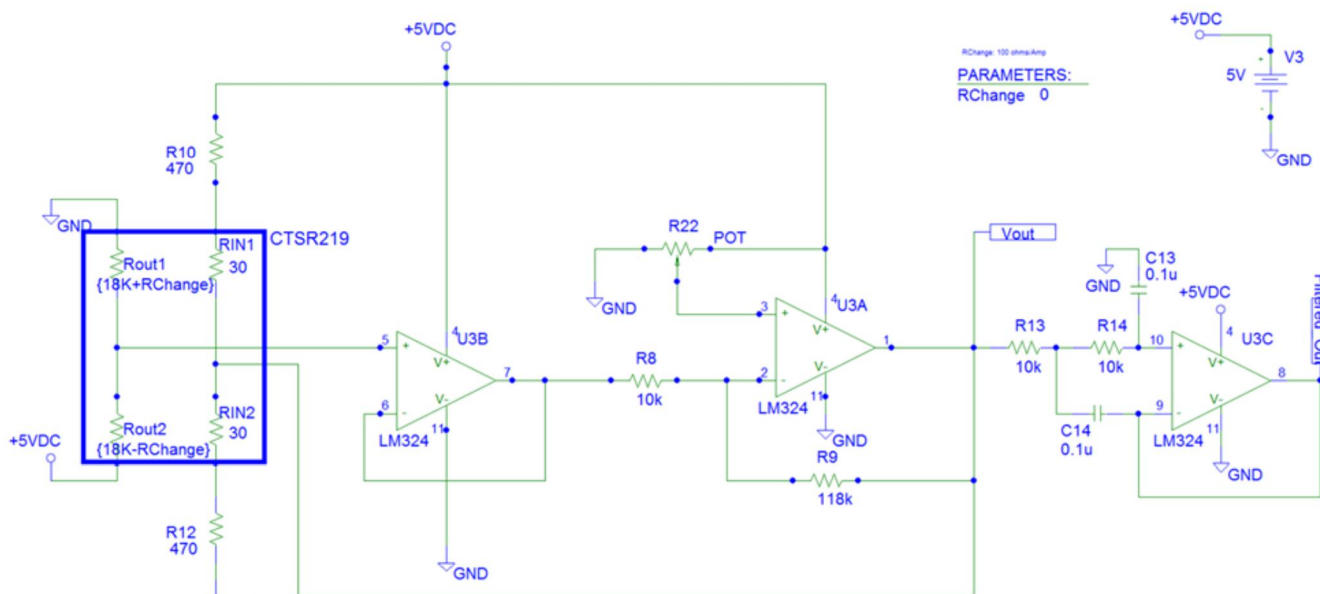 +5VDC
+5VDC
RChange: 100 ohms/Amp
PARAMETERS:
RChange 0
V3
5V
+
-
GND
R10
470
GND
CTSR219
Rout1
{18K+RChange}
RIN1
30
R22
POT
GND
Vout
C13
0.1u
GND
+5VDC
4
U3A
3
+
V+
1
2
-
V-
11
LM324
GND
4
U3B
5
+
V+
7
6
-
V-
11
LM324
R8
10k
R13
10k
R14
10k
4
U3C
10
+
V+
8
9
-
V-
11
LM324
GND
C14
0.1u
RIN2
30
Rout2
{18K-RChange}
+5VDC
R9
118k
R12
470
GND